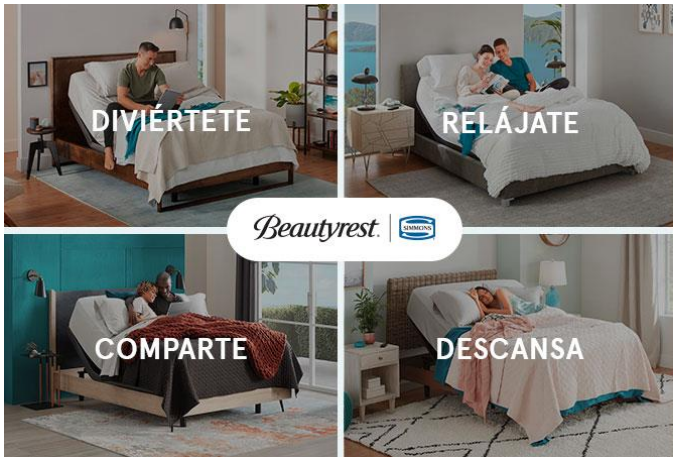 DIVIÉRTETE
RELÁJATE
Beautyrest. SIMMONS
COMPARTE
DESCANSA